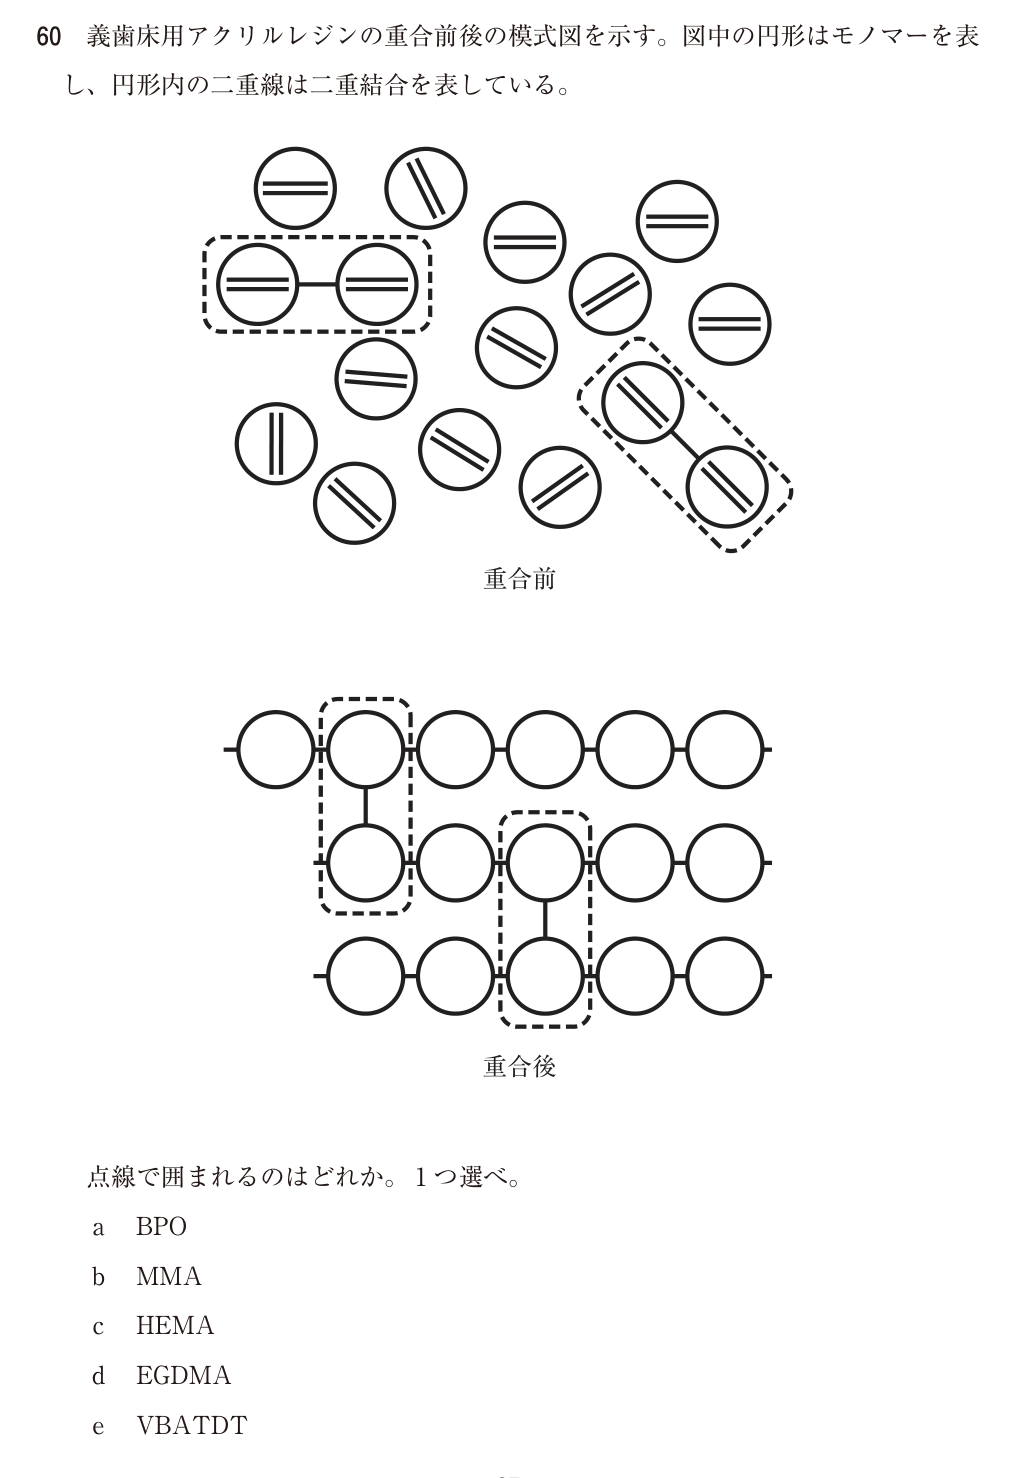 60 義歯床用アクリルレジンの重合前後の模式図を示す。図中の円形はモノマーを表
し、円形内の二重線は二重結合を表している。
重合前
重合後
点線で囲まれるのはどれか。1つ選べ。
a BPO
b MMA
c HEMA
d EGDMA
e VBATDT